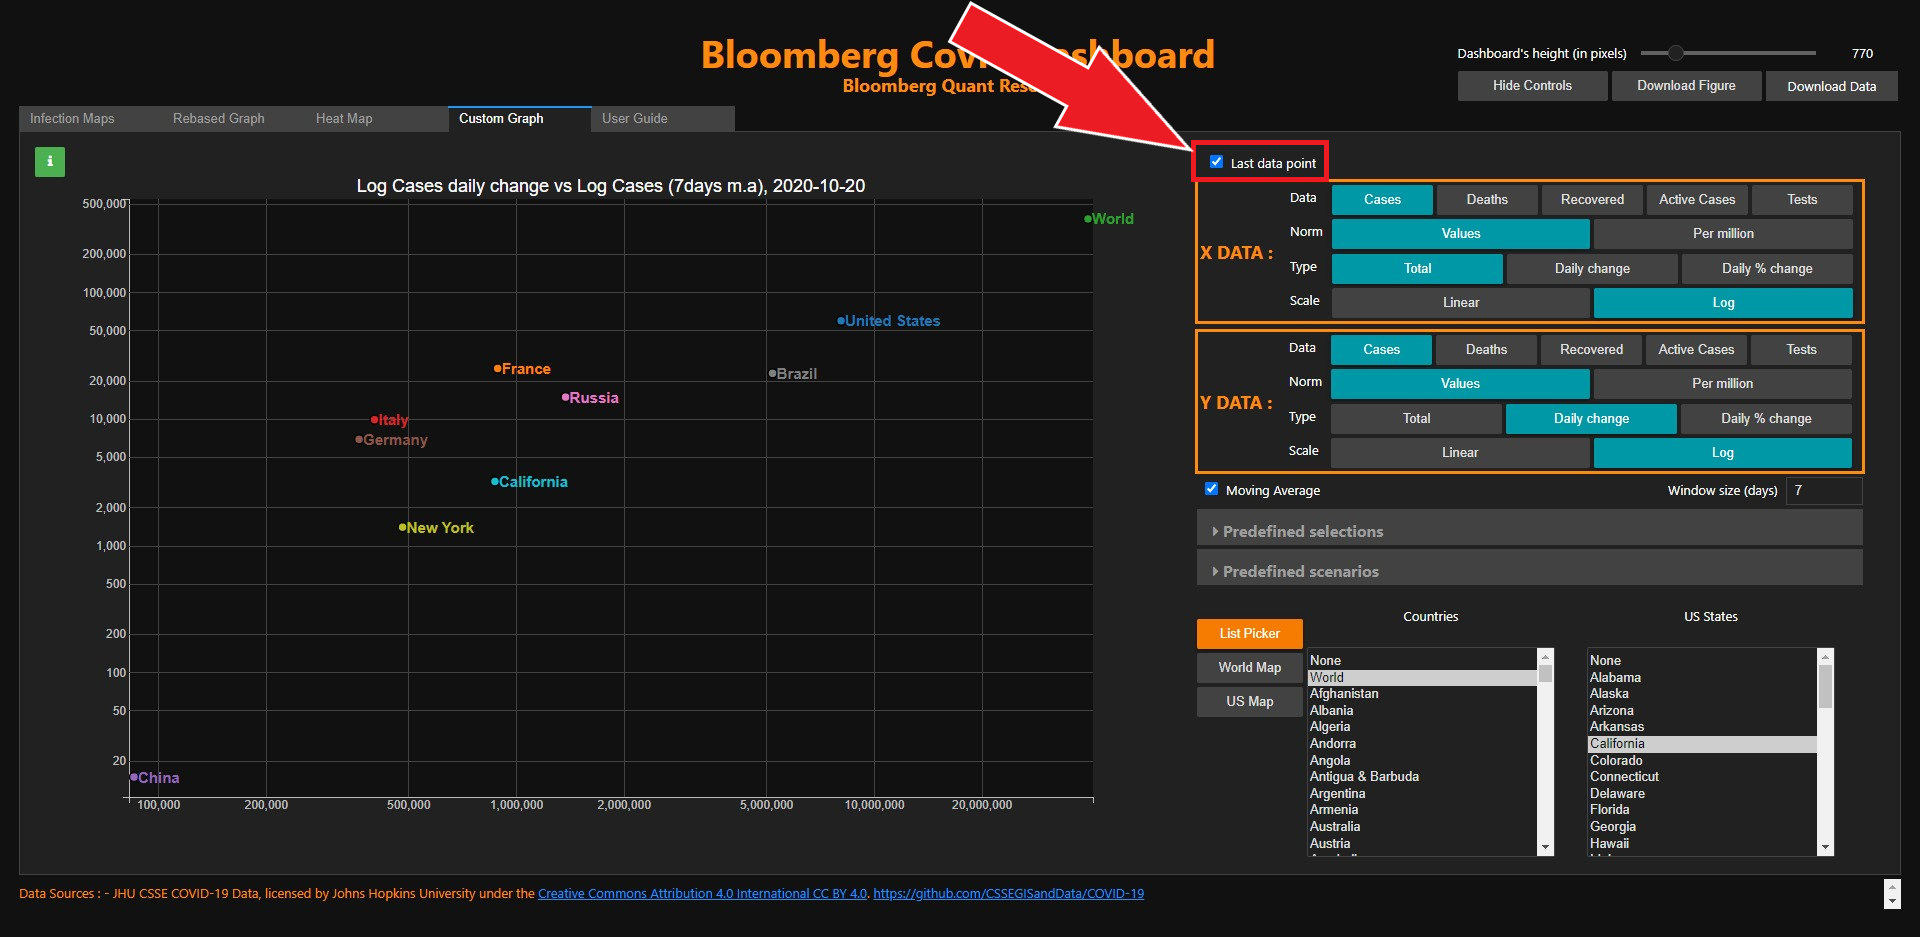 Bloomberg Cov shboard
Bloomberg Quant Res
Dashboard's height (in pixels) 770
Hide Controls Download Figure Download Data
Infection Maps Rebased Graph Heat Map Custom Graph User Guide
i
Last data point
Log Cases daily change vs Log Cases (7days m.a), 2020-10-20
500,000
200,000
100,000
50,000
20,000
10,000
5,000
2,000
1,000
500
200
100
50
20
World
United States
France
Brazil
Russia
Italy
Germany
California
New York
China
100,000 200,000 500,000 1,000,000 2,000,000 5,000,000 10,000,000 20,000,000
X DATA :
Data Cases Deaths Recovered Active Cases Tests
Norm Values Per million
Type Total Daily change Daily % change
Scale Linear Log
Y DATA :
Data Cases Deaths Recovered Active Cases Tests
Norm Values Per million
Type Total Daily change Daily % change
Scale Linear Log
Moving Average Window size (days) 7
Predefined selections
Predefined scenarios
List Picker
World Map
US Map
Countries
None
World
Afghanistan
Albania
Algeria
Andorra
Angola
Antigua & Barbuda
Argentina
Armenia
Australia
Austria
US States
None
Alabama
Alaska
Arizona
Arkansas
California
Colorado
Connecticut
Delaware
Florida
Georgia
Hawaii
Data Sources : - JHU CSSE COVID-19 Data, licensed by Johns Hopkins University under the Creative Commons Attribution 4.0 International CC BY 4.0. https://github.com/CSSEGISandData/COVID-19